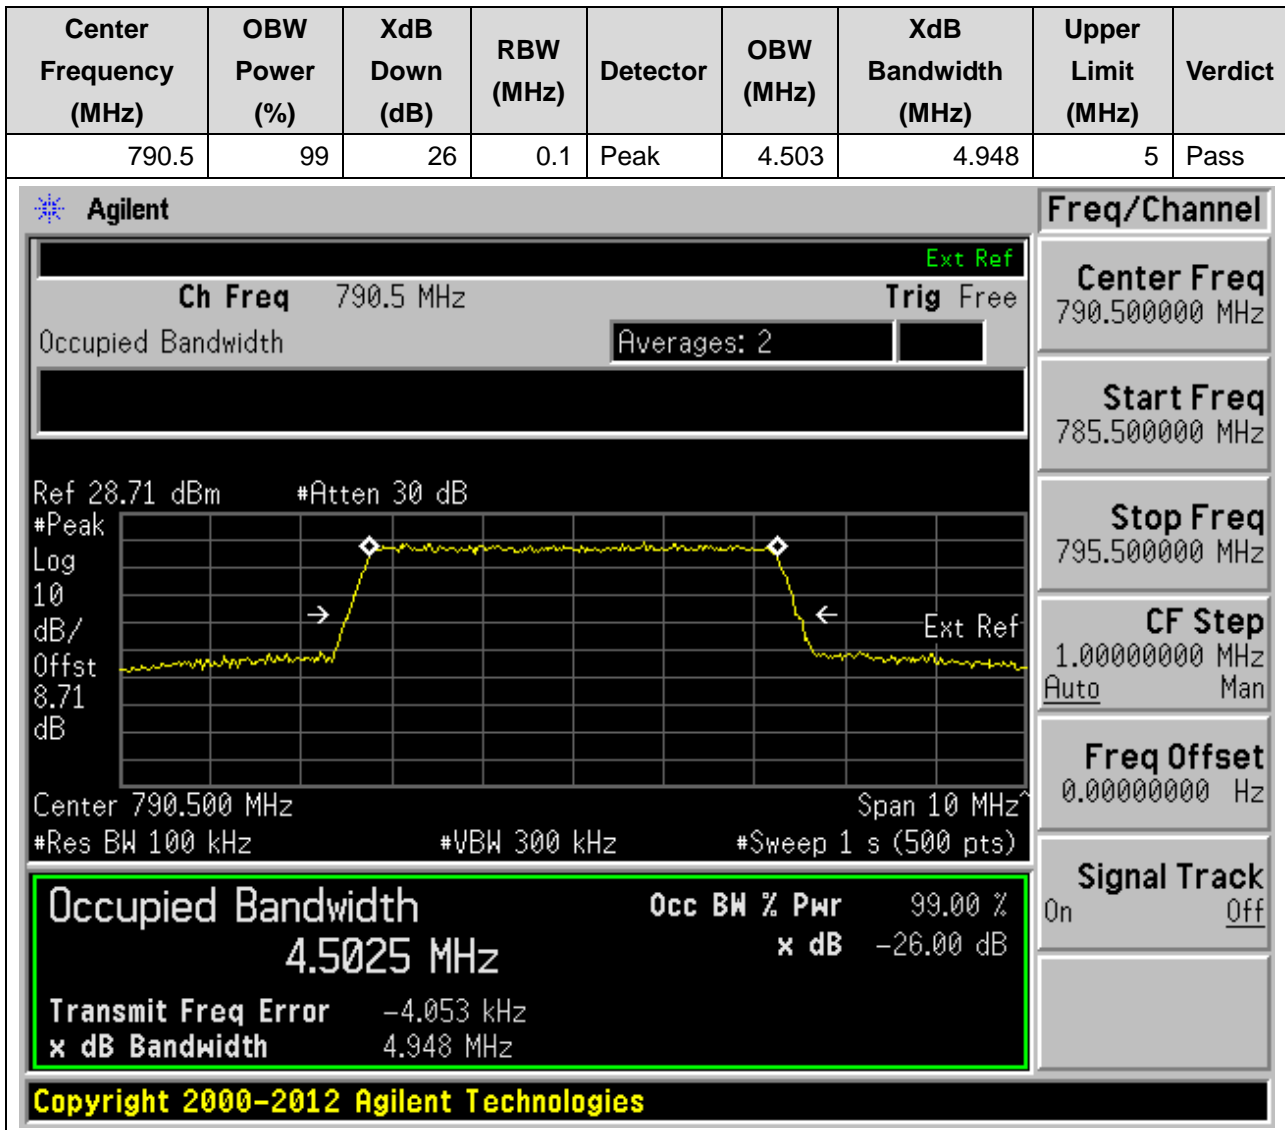 Center Frequency (MHz) OBW Power (%) XdB Down (dB) RBW (MHz) Detector OBW (MHz) XdB Bandwidth (MHz) Upper Limit (MHz) Verdict
790.5 99 26 0.1 Peak 4.503 4.948 5 Pass
Agilent
Freq/Channel
Ext Ref
Ch Freq 790.5 MHz Trig Free
Occupied Bandwidth Averages: 2
Center Freq
790.500000 MHz
Start Freq
785.500000 MHz
Stop Freq
795.500000 MHz
CF Step
1.00000000 MHz
Auto Man
Freq Offset
0.00000000 Hz
Signal Track
On Off
Ref 28.71 dBm #Atten 30 dB
#Peak
Log
10
dB/
Offst
8.71
dB
Ext Ref
Center 790.500 MHz Span 10 MHz^
#Res BW 100 kHz #VBW 300 kHz #Sweep 1 s (500 pts)
Occupied Bandwidth
4.5025 MHz
Occ BW % Pwr 99.00 %
x dB -26.00 dB
Transmit Freq Error -4.053 kHz
x dB Bandwidth 4.948 MHz
Copyright 2000-2012 Agilent Technologies